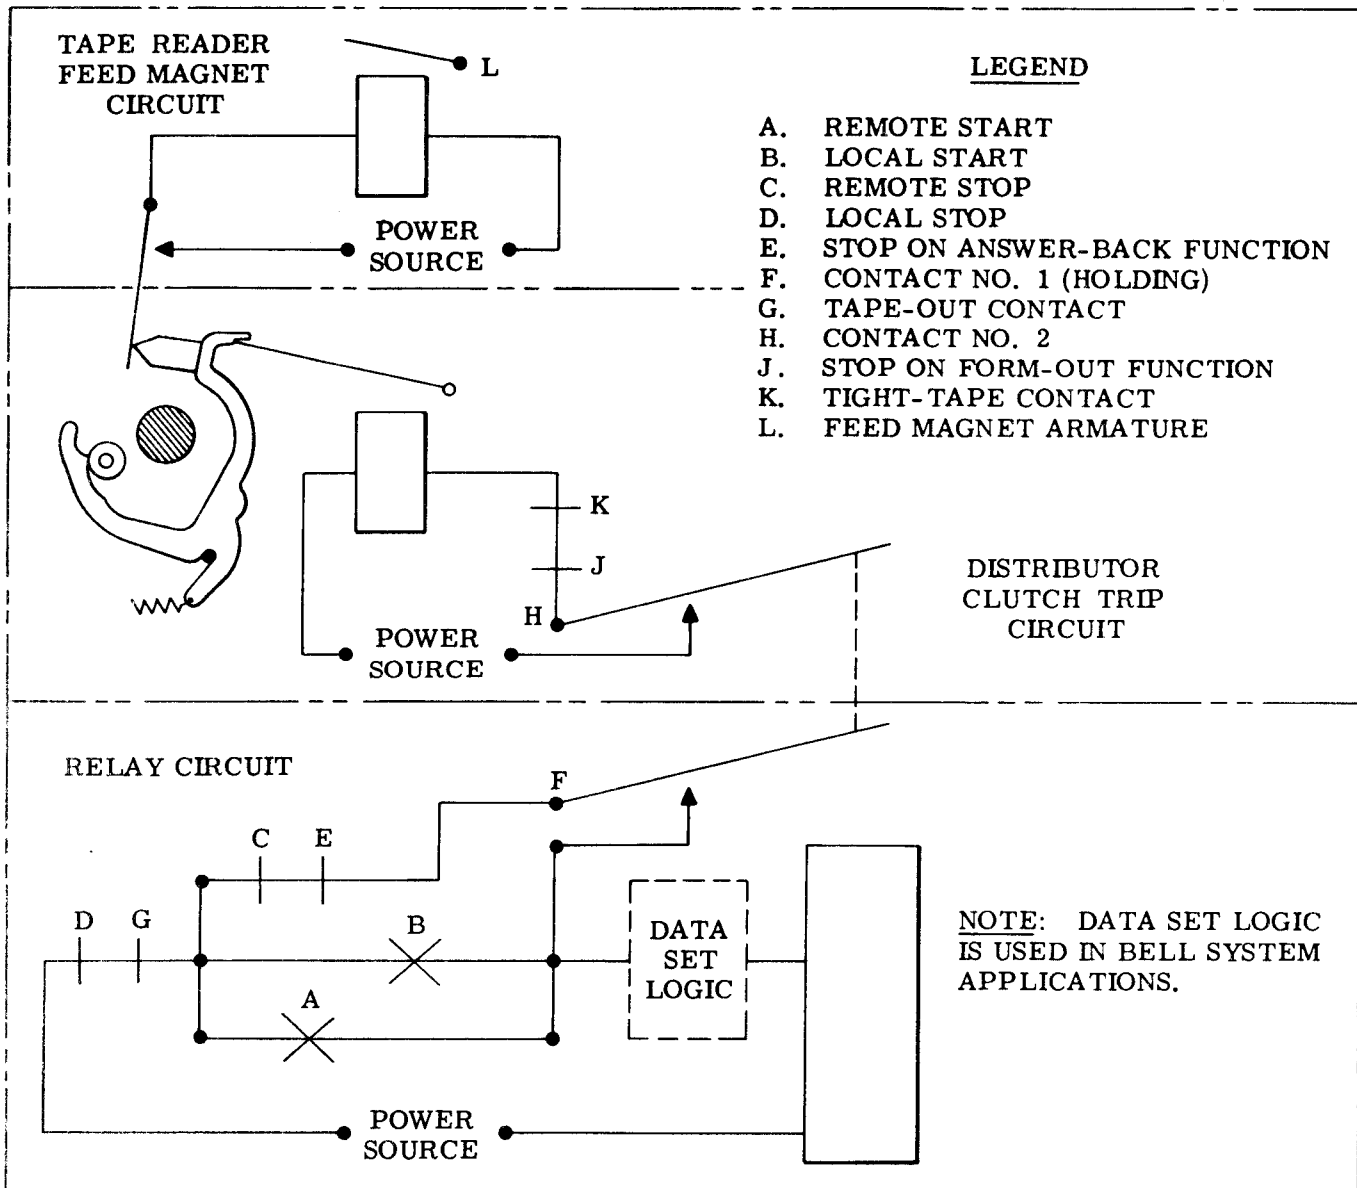 TAPE READER
FEED MAGNET
CIRCUIT
L
POWER
SOURCE
LEGEND
A. REMOTE START
B. LOCAL START
C. REMOTE STOP
D. LOCAL STOP
E. STOP ON ANSWER-BACK FUNCTION
F. CONTACT NO. 1 (HOLDING)
G. TAPE-OUT CONTACT
H. CONTACT NO. 2
J. STOP ON FORM-OUT FUNCTION
K. TIGHT-TAPE CONTACT
L. FEED MAGNET ARMATURE
K
J
H
POWER
SOURCE
DISTRIBUTOR
CLUTCH TRIP
CIRCUIT
RELAY CIRCUIT
F
C E
D G
B
A
DATA
SET
LOGIC
POWER
SOURCE
NOTE: DATA SET LOGIC
IS USED IN BELL SYSTEM
APPLICATIONS.